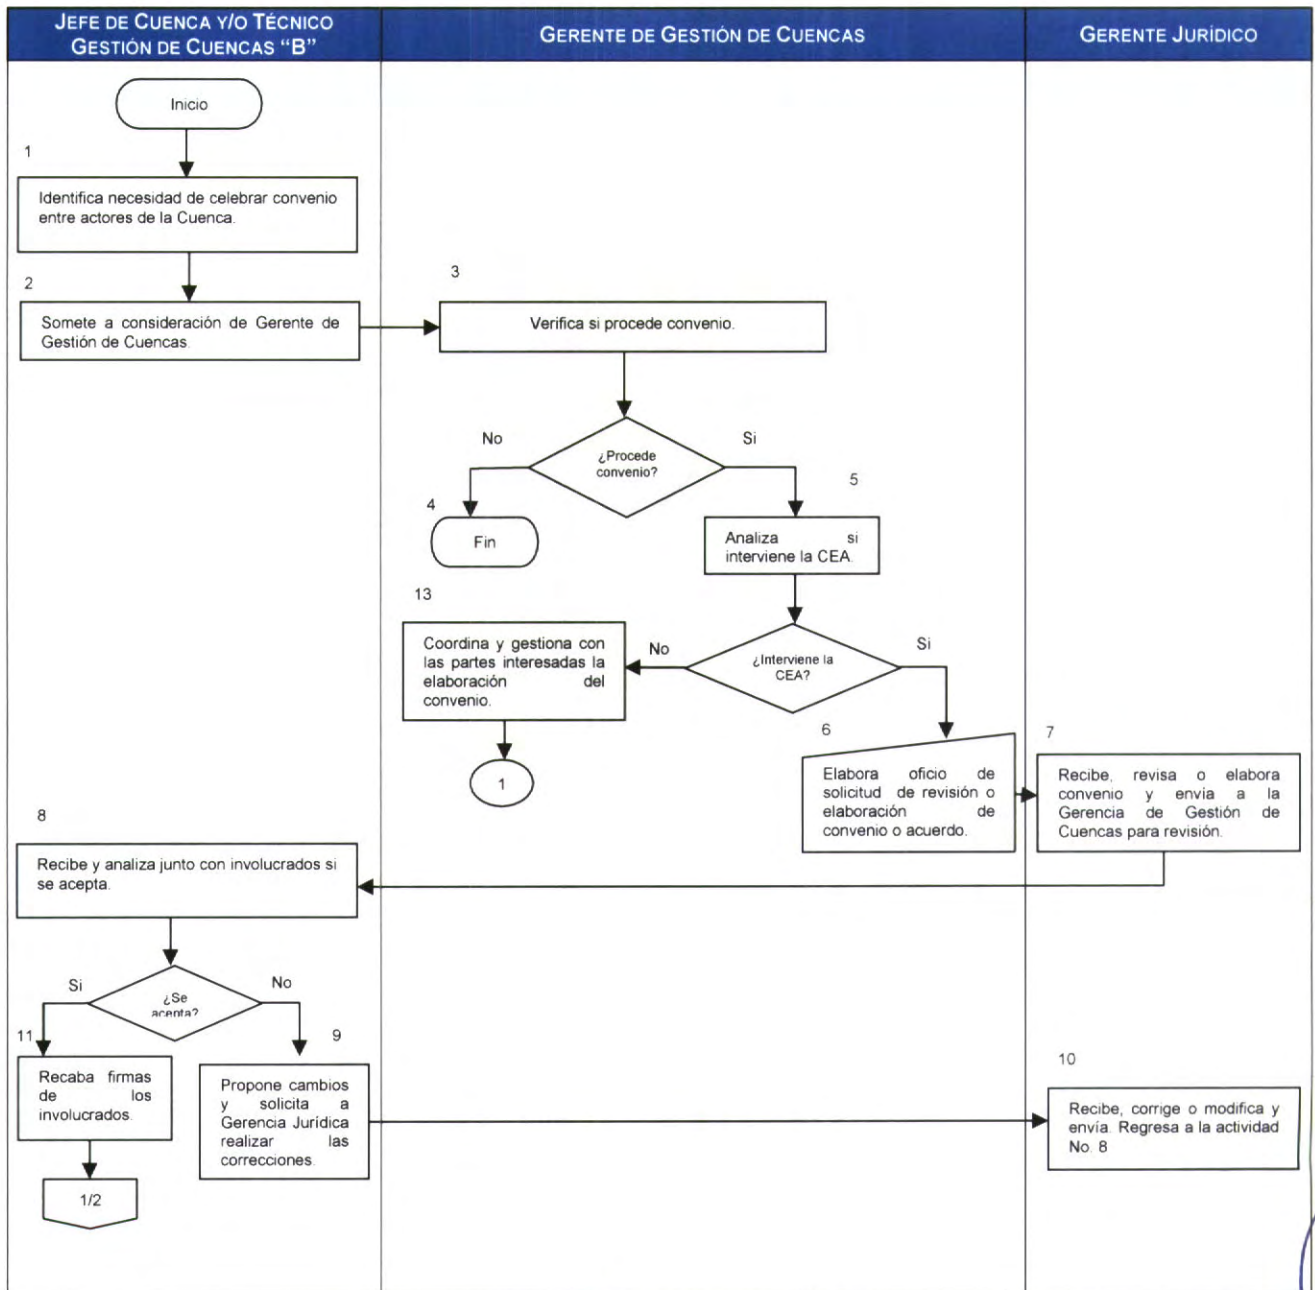 JEFE DE CUENCA Y/O TÉCNICO
GESTIÓN DE CUENCAS “B”
GERENTE DE GESTIÓN DE CUENCAS
GERENTE JURÍDICO
Inicio
1
Identifica necesidad de celebrar convenio
entre actores de la Cuenca.
2
Somete a consideración de Gerente de
Gestión de Cuencas.
3
Verifica si procede convenio.
¿Procede
convenio?
No
Si
4
Fin
5
Analiza si
interviene la CEA.
¿Interviene la
CEA?
No
Si
13
Coordina y gestiona con
las partes interesadas la
elaboración del
convenio.
1
6
Elabora oficio de
solicitud de revisión o
elaboración de
convenio o acuerdo.
7
Recibe, revisa o elabora
convenio y envía a la
Gerencia de Gestión de
Cuencas para revisión.
8
Recibe y analiza junto con involucrados si
se acepta.
¿Se
acepta?
Si
No
11
Recaba firmas
de los
involucrados.
1/2
9
Propone cambios
y solicita a
Gerencia Jurídica
realizar las
correcciones.
10
Recibe, corrige o modifica y
envía. Regresa a la actividad
No. 8